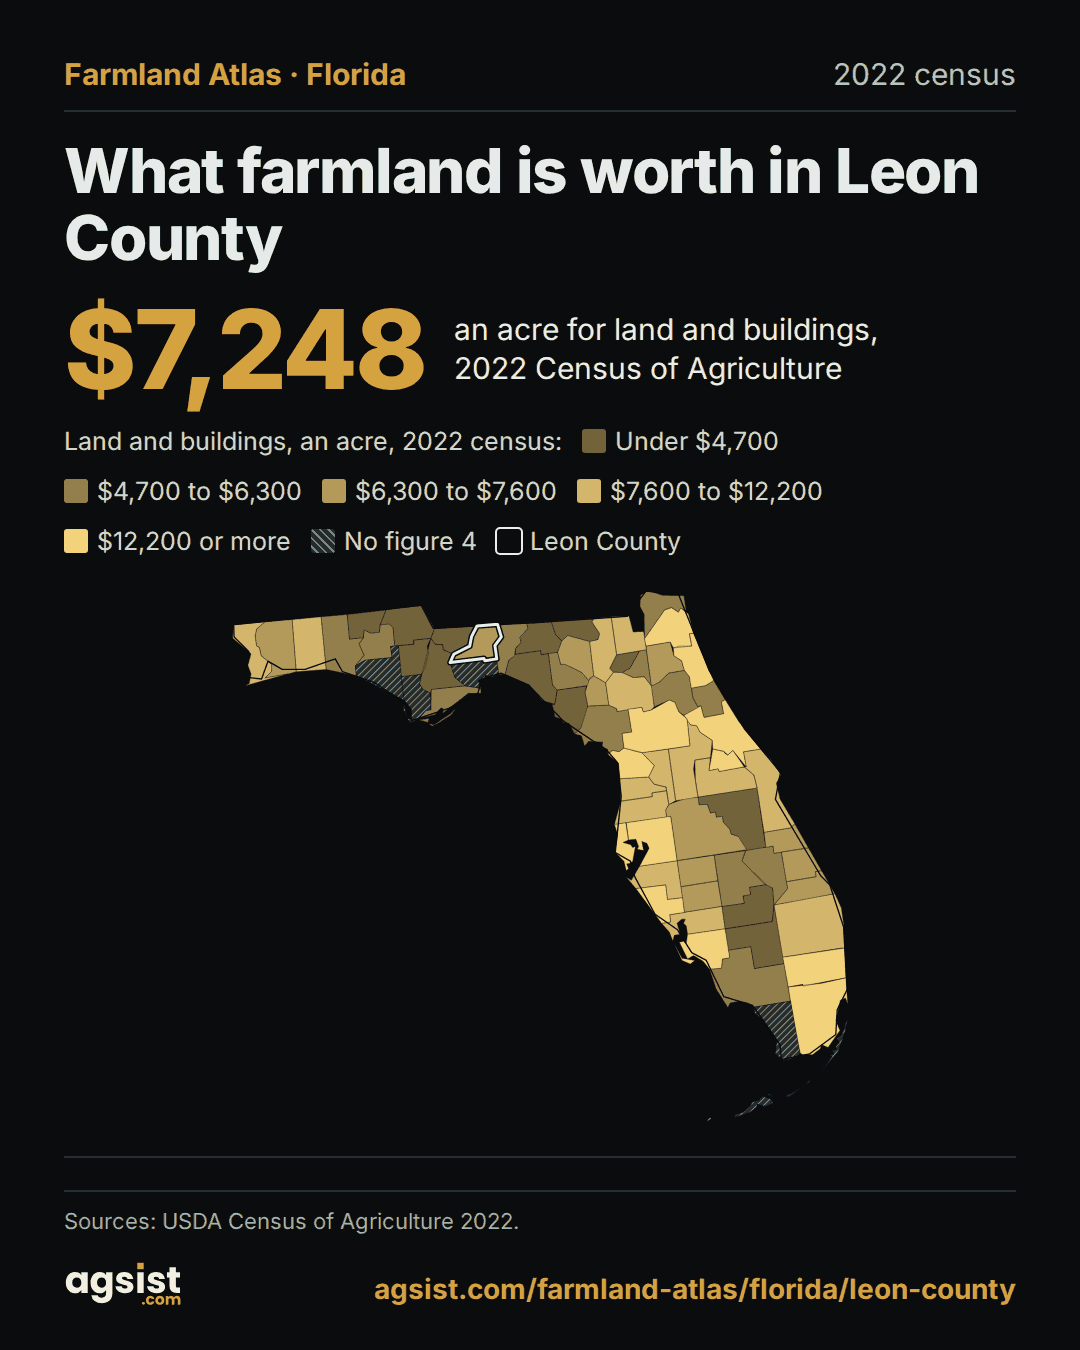 Farmland Atlas · Florida
2022 census
What farmland is worth in Leon
County
$7,248
an acre for land and buildings,
2022 Census of Agriculture
Land and buildings, an acre, 2022 census: Under $4,700
$4,700 to $6,300 $6,300 to $7,600 $7,600 to $12,200
$12,200 or more No figure 4 Leon County
Sources: USDA Census of Agriculture 2022.
agsist
.com
agsist.com/farmland-atlas/florida/leon-county